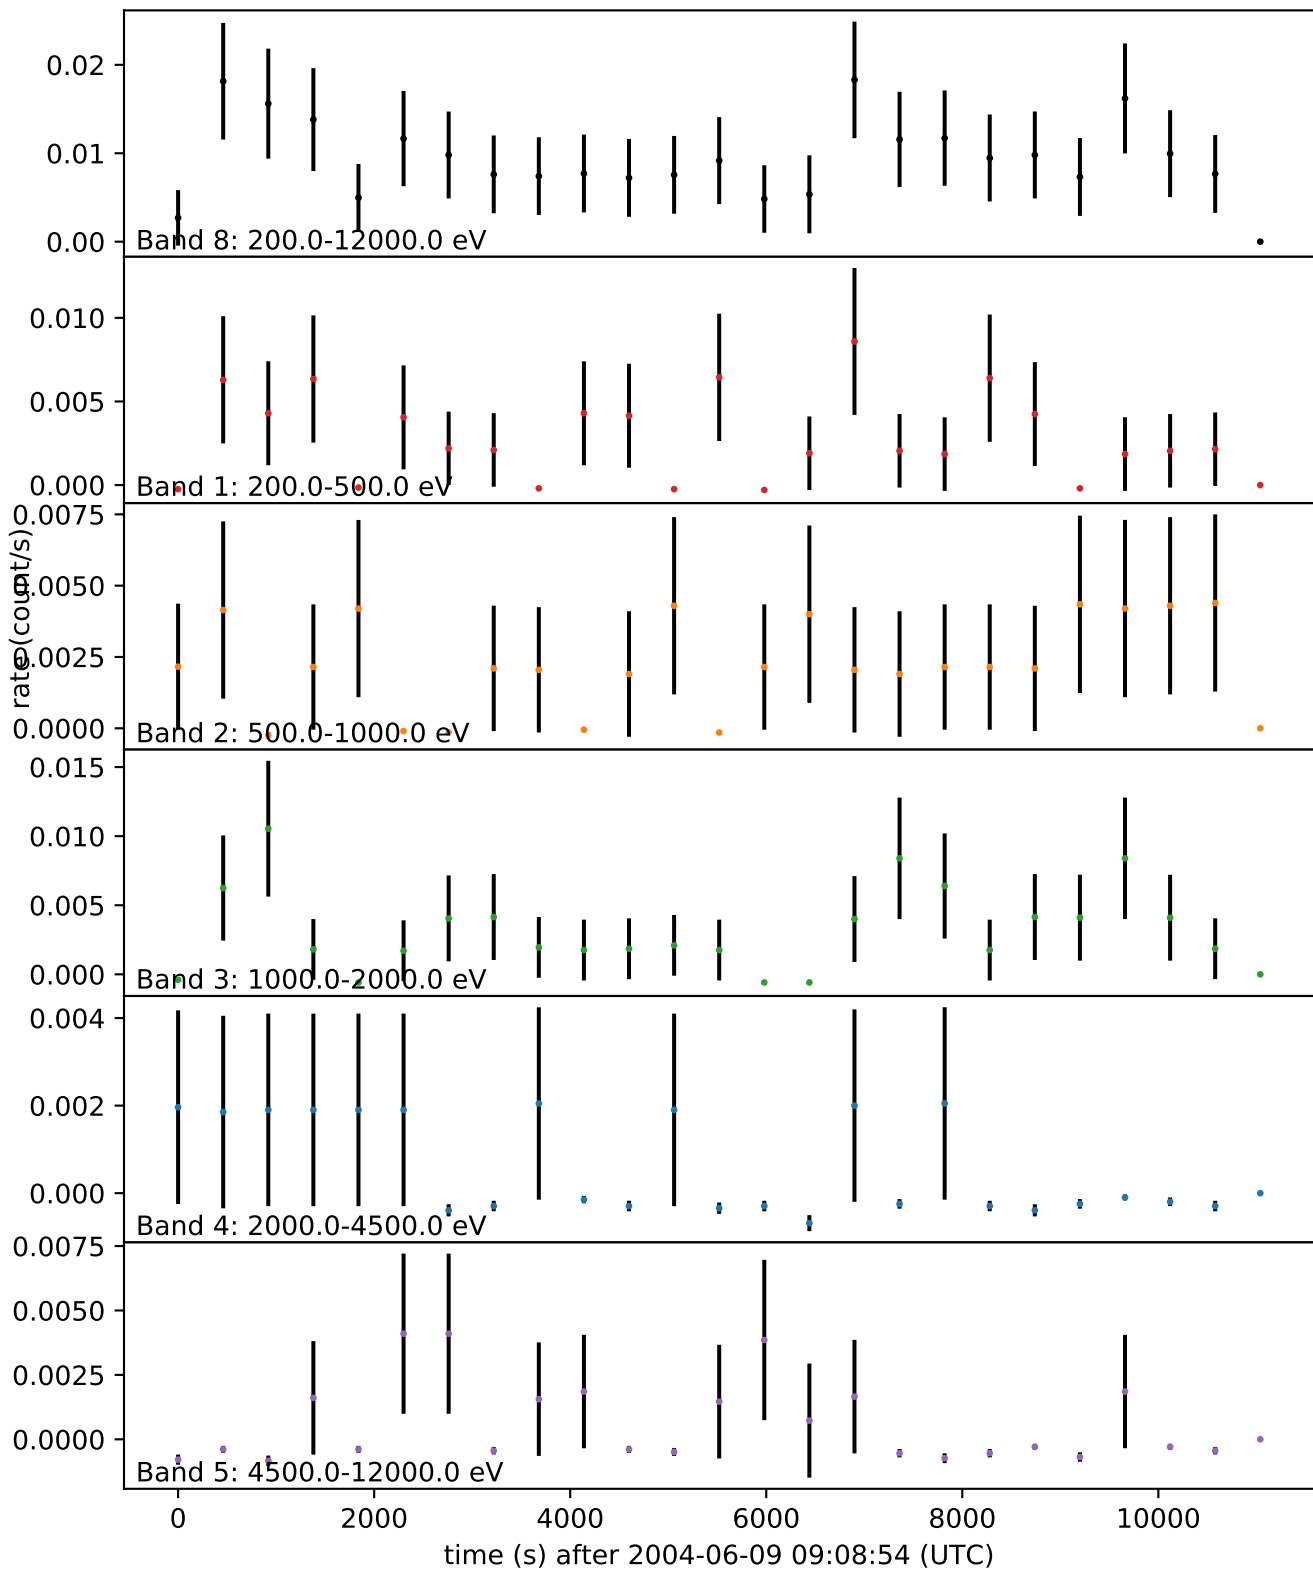 0.02
0.01
0.00
Band 8: 200.0-12000.0 eV
0.010
0.005
0.000
Band 1: 200.0-500.0 eV
rate (count/s)
0.0075
0.0050
0.0025
0.0000
Band 2: 500.0-1000.0 eV
0.015
0.010
0.005
0.000
Band 3: 1000.0-2000.0 eV
0.004
0.002
0.000
Band 4: 2000.0-4500.0 eV
0.0075
0.0050
0.0025
0.0000
Band 5: 4500.0-12000.0 eV
0 2000 4000 6000 8000 10000
time (s) after 2004-06-09 09:08:54 (UTC)